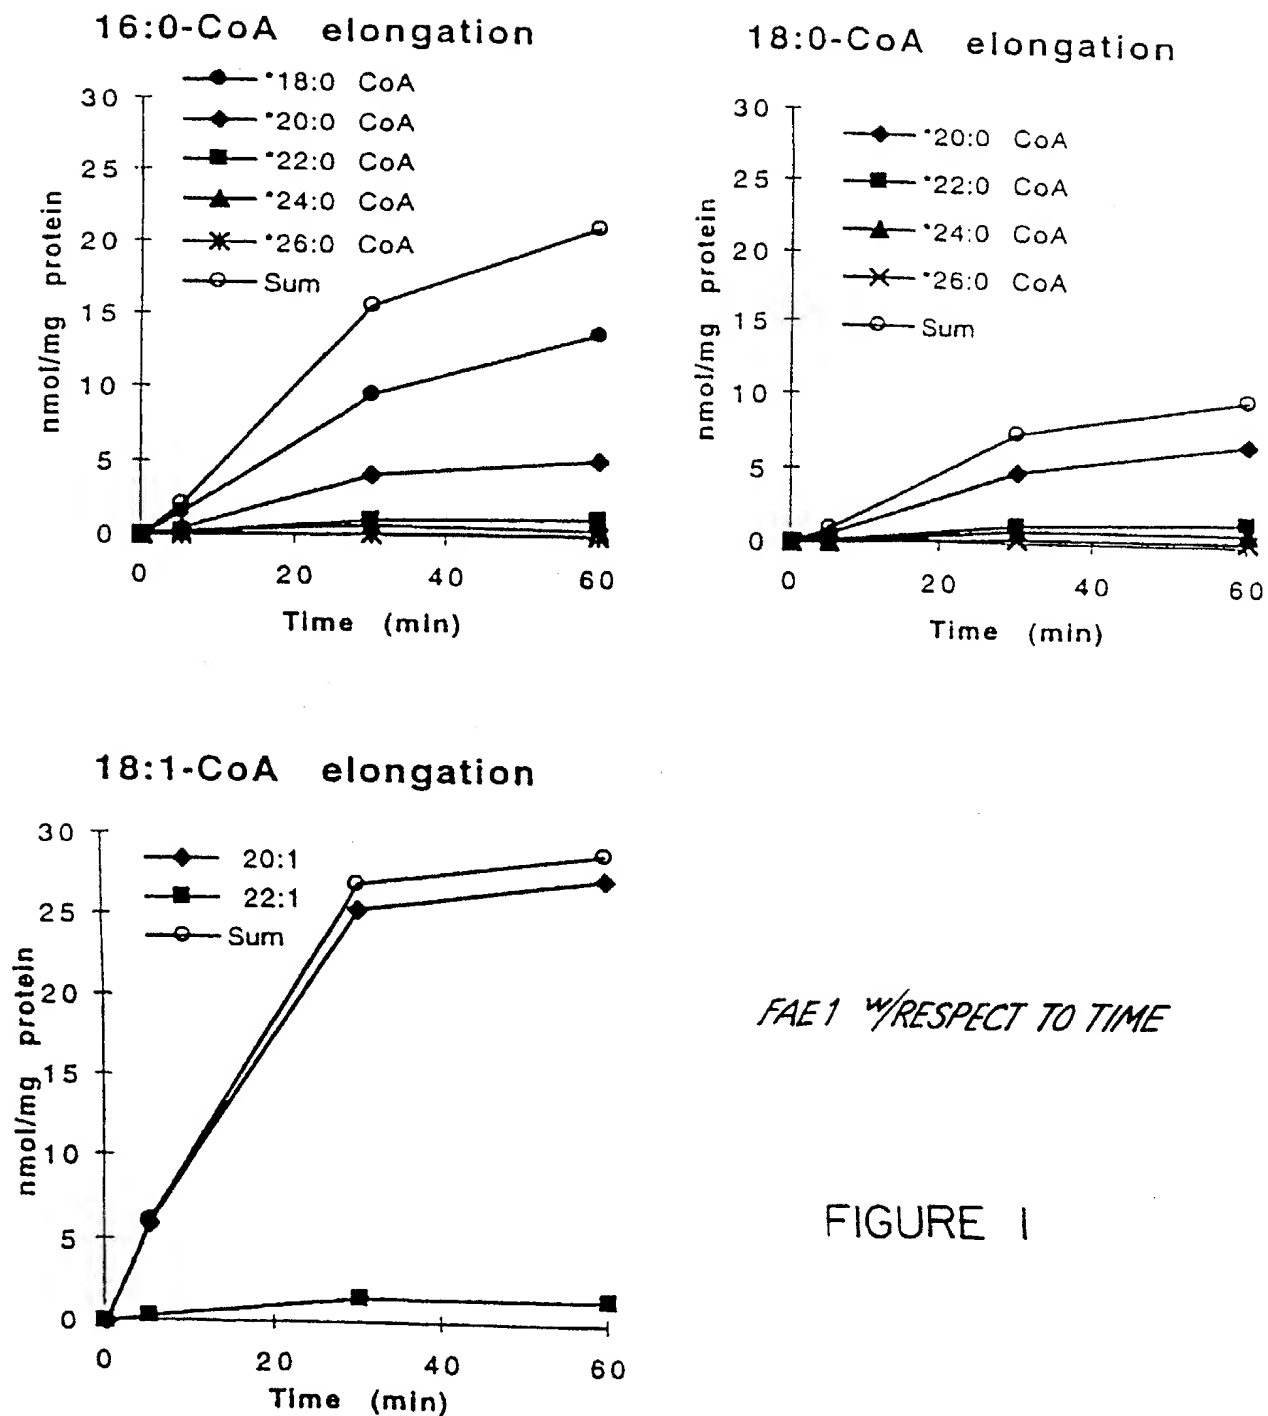 16:0-CoA elongation
*18:0 CoA
*20:0 CoA
*22:0 CoA
*24:0 CoA
*26:0 CoA
Sum
30
25
20
15
10
5
0
nmol/mg protein
0 20 40 60
Time (min)
18:0-CoA elongation
*20:0 CoA
*22:0 CoA
*24:0 CoA
*26:0 CoA
Sum
30
25
20
15
10
5
0
nmol/mg protein
0 20 40 60
Time (min)
18:1-CoA elongation
20:1
22:1
Sum
30
25
20
15
10
5
0
nmol/mg protein
0 20 40 60
Time (min)
FAE1 w/RESPECT TO TIME
FIGURE 1